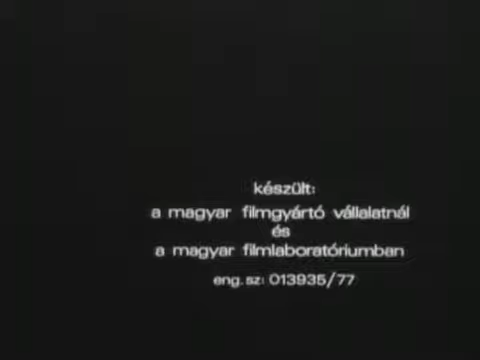 készült:
a magyar filmgyártó vállalatnál
és
a magyar filmlaboratóriumban
eng. sz: 013935/77